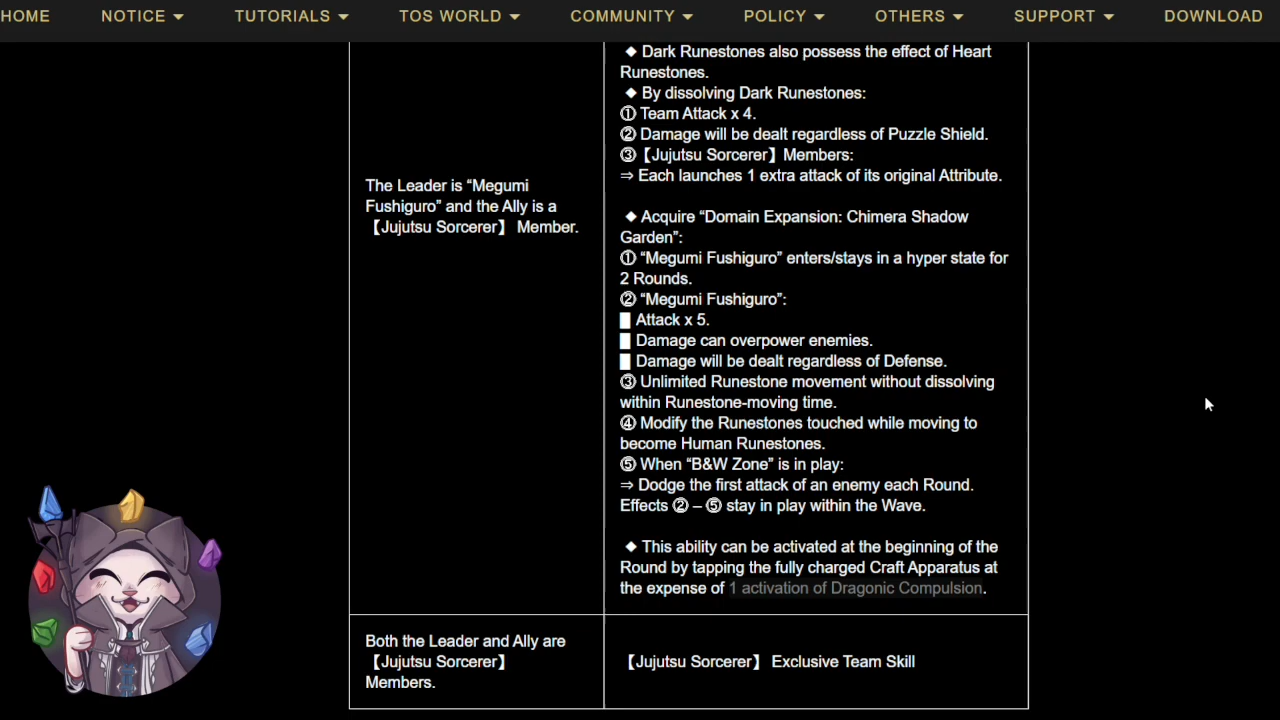 HOME NOTICE TUTORIALS TOS WORLD COMMUNITY POLICY OTHERS SUPPORT DOWNLOAD
The Leader is “Megumi
Fushiguro” and the Ally is a
【Jujutsu Sorcerer】 Member.
◆ Dark Runestones also possess the effect of Heart
Runestones.
◆ By dissolving Dark Runestones:
① Team Attack x 4.
② Damage will be dealt regardless of Puzzle Shield.
③【Jujutsu Sorcerer】Members:
⇒ Each launches 1 extra attack of its original Attribute.
◆ Acquire “Domain Expansion: Chimera Shadow
Garden”:
① “Megumi Fushiguro” enters/stays in a hyper state for
2 Rounds.
② “Megumi Fushiguro”:
█ Attack x 5.
█ Damage can overpower enemies.
█ Damage will be dealt regardless of Defense.
③ Unlimited Runestone movement without dissolving
within Runestone-moving time.
④ Modify the Runestones touched while moving to
become Human Runestones.
⑤ When “B&W Zone” is in play:
⇒ Dodge the first attack of an enemy each Round.
Effects ② – ⑤ stay in play within the Wave.
◆ This ability can be activated at the beginning of the
Round by tapping the fully charged Craft Apparatus at
the expense of 1 activation of Dragonic Compulsion.
Both the Leader and Ally are
【Jujutsu Sorcerer】
Members.
【Jujutsu Sorcerer】 Exclusive Team Skill